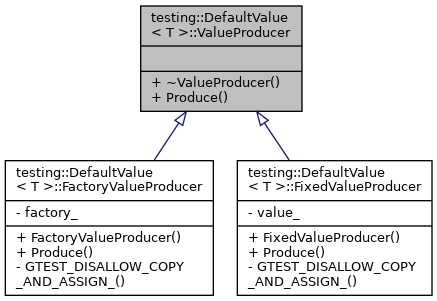 testing::DefaultValue
< T >::ValueProducer
+ ~ValueProducer()
+ Produce()
testing::DefaultValue
< T >::FactoryValueProducer
- factory_
+ FactoryValueProducer()
+ Produce()
- GTEST_DISALLOW_COPY
_AND_ASSIGN_()
testing::DefaultValue
< T >::FixedValueProducer
- value_
+ FixedValueProducer()
+ Produce()
- GTEST_DISALLOW_COPY
_AND_ASSIGN_()